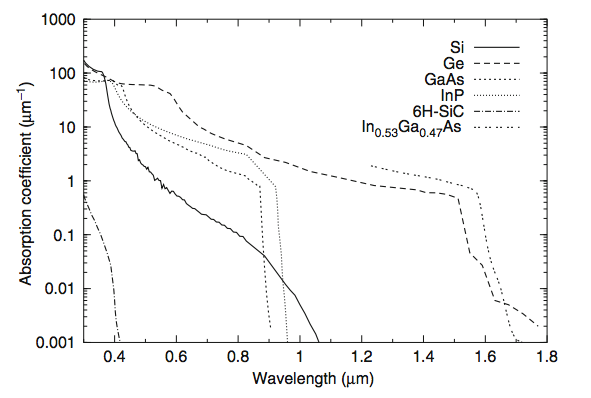 1000
100
10
1
0.1
0.01
0.001
Absorption coefficient (μm⁻¹)
Si
Ge
GaAs
InP
6H-SiC
In₀.₅₃Ga₀.₄₇As
0.4 0.6 0.8 1 1.2 1.4 1.6 1.8
Wavelength (μm)